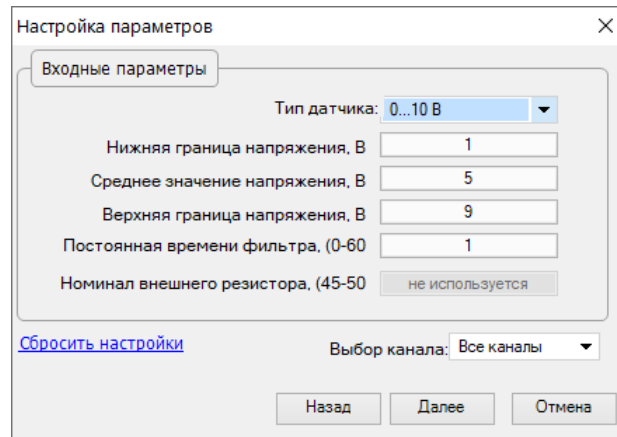 Настройка параметров
Входные параметры
Тип датчика: 0...10 В
Нижняя граница напряжения, В 1
Среднее значение напряжения, В 5
Верхняя граница напряжения, В 9
Постоянная времени фильтра, (0-60 1
Номинал внешнего резистора, (45-50 не используется
Сбросить настройки Выбор канала: Все каналы
Назад Далее Отмена